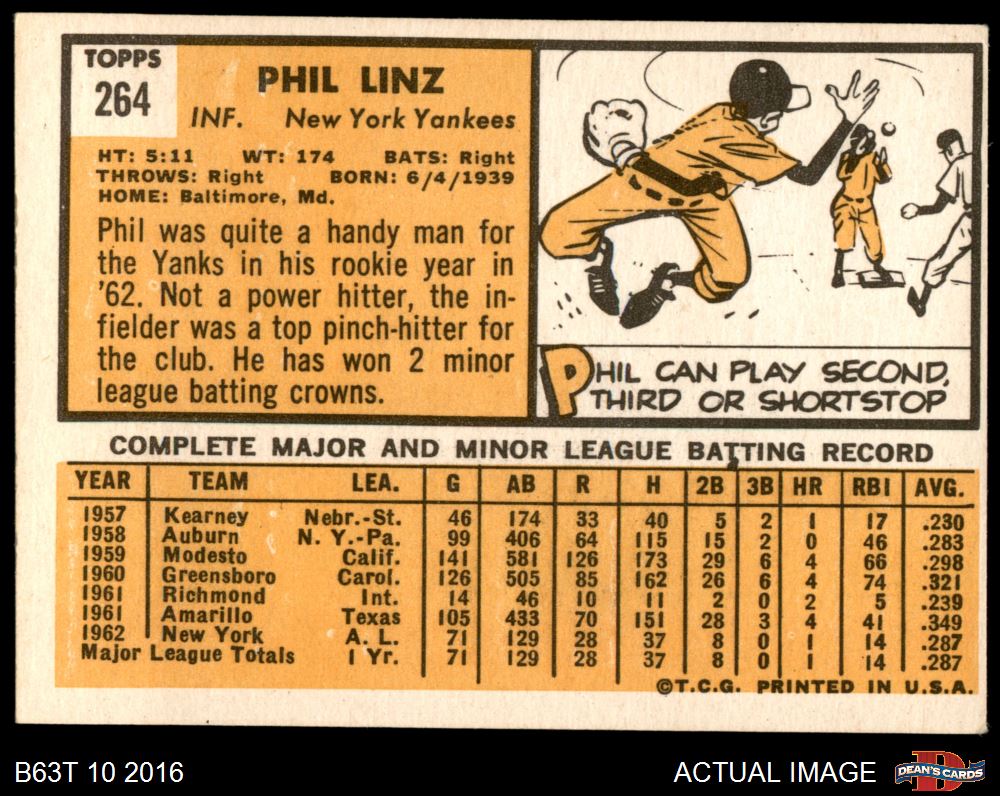 TOPPS
264
PHIL LINZ
INF. New York Yankees
HT: 5:11 WT: 174 BATS: Right
THROWS: Right BORN: 6/4/1939
HOME: Baltimore, Md.
Phil was quite a handy man for
the Yanks in his rookie year in
'62. Not a power hitter, the in-
fielder was a top pinch-hitter for
the club. He has won 2 minor
league batting crowns.
PHIL CAN PLAY SECOND,
THIRD OR SHORTSTOP
COMPLETE MAJOR AND MINOR LEAGUE BATTING RECORD
YEAR TEAM LEA. G AB R H 2B 3B HR RBI AVG.
1957 Kearney Nebr.-St. 46 174 33 40 5 2 1 17 .230
1958 Auburn N. Y.-Pa. 99 406 64 115 15 2 0 46 .283
1959 Modesto Calif. 141 581 126 173 29 6 4 66 .298
1960 Greensboro Carol. 126 505 85 162 26 6 4 74 .321
1961 Richmond Int. 14 46 10 11 2 0 2 5 .239
1961 Amarillo Texas 105 433 70 151 28 3 4 41 .349
1962 New York A. L. 71 129 28 37 8 0 1 14 .287
Major League Totals 1 Yr. 71 129 28 37 8 0 1 14 .287
©T.C.G. PRINTED IN U.S.A.
B63T 10 2016
ACTUAL IMAGE
D
DEAN'S CARDS